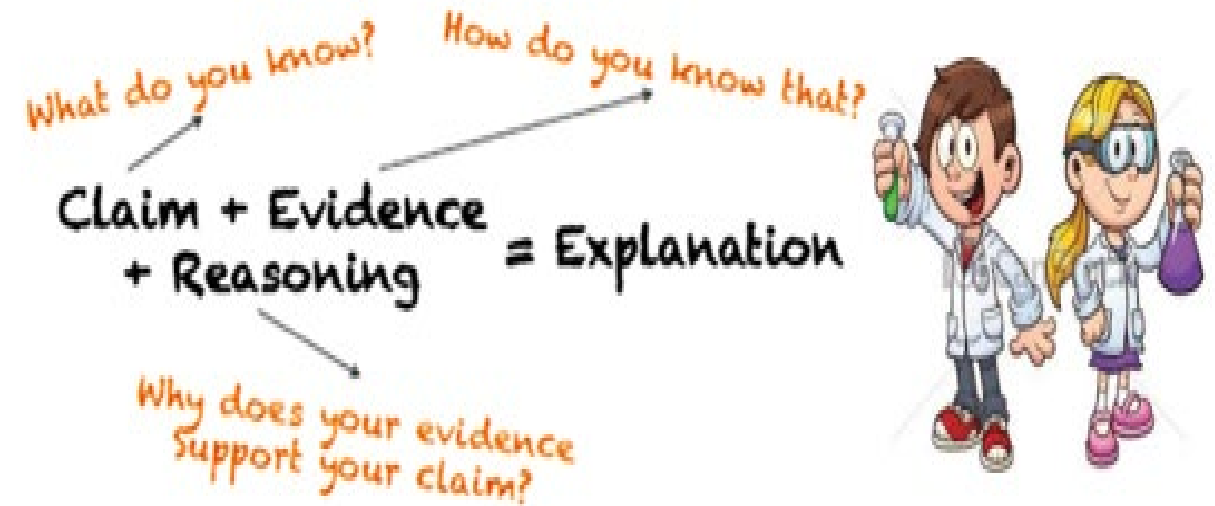 What do you know?
How do you know that?
Claim + Evidence
+ Reasoning
= Explanation
Why does your evidence
Support your claim?